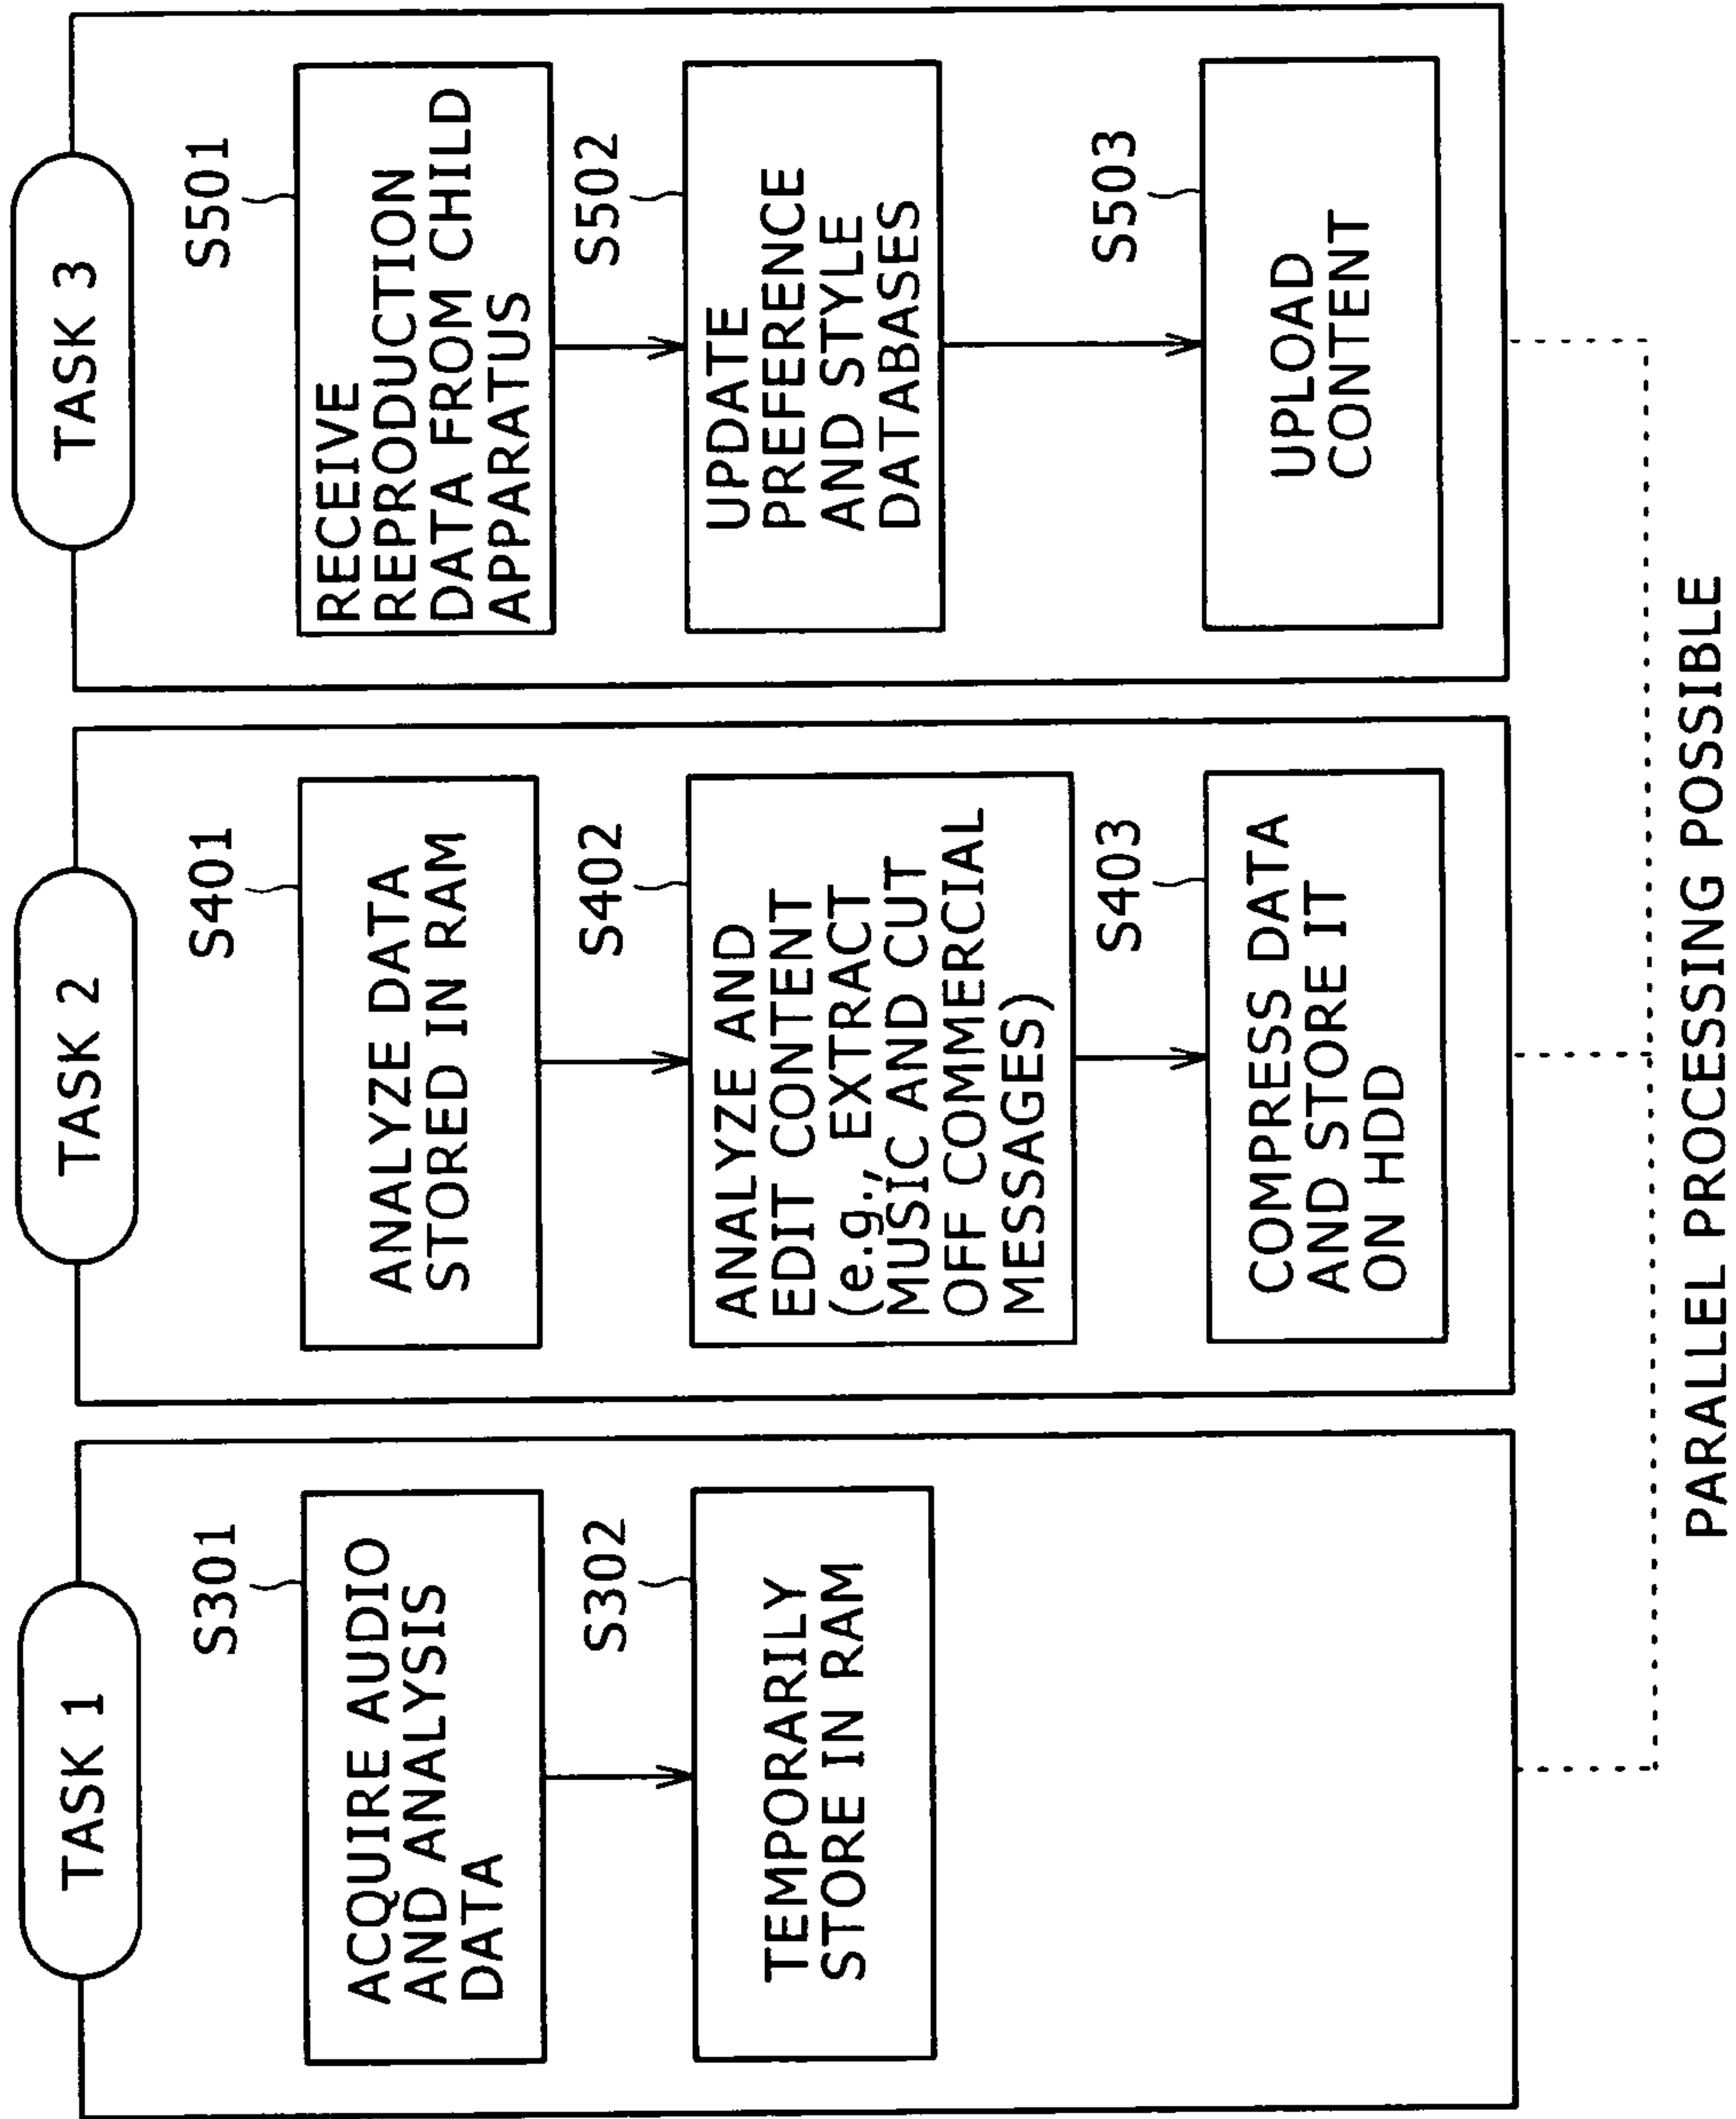 TASK 1
S301
ACQUIRE AUDIO
AND ANALYSIS
DATA
S302
TEMPORARILY
STORE IN RAM
TASK 2
S401
ANALYZE DATA
STORED IN RAM
S402
ANALYZE AND
EDIT CONTENT
(e.g., EXTRACT
MUSIC AND CUT
OFF COMMERCIAL
MESSAGES)
S403
COMPRESS DATA
AND STORE IT
ON HDD
TASK 3
S501
RECEIVE
REPRODUCTION
DATA FROM CHILD
APPARATUS
S502
UPDATE
PREFERENCE
AND STYLE
DATABASES
S503
UPLOAD
CONTENT
PARALLEL PROCESSING POSSIBLE